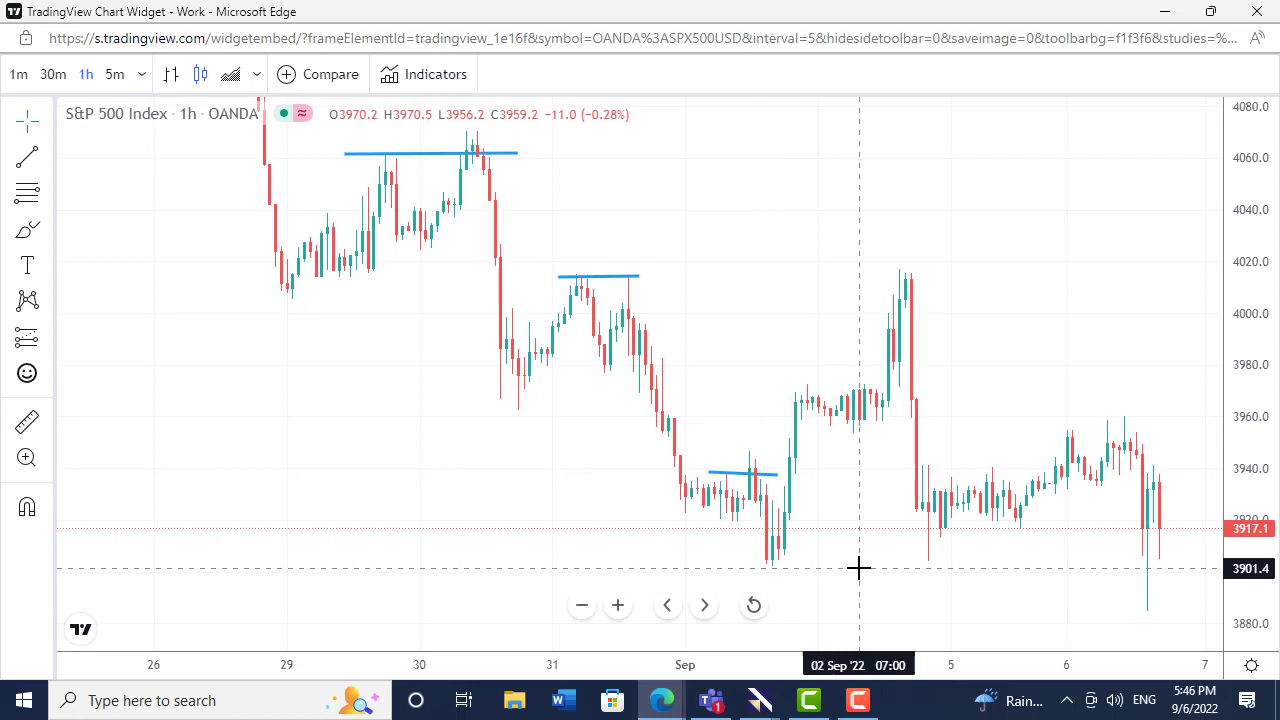 TradingView Chart Widget - Work - Microsoft Edge
https://s.tradingview.com/widgetembed/?frameElementId=tradingview_1e16f&symbol=OANDA%3ASPX500USD&interval=5&hidesidetoolbar=0&saveimage=0&toolbarbg=f1f3f6&studies=%...
1m 30m 1h 5m Compare Indicators
S&P 500 Index · 1h · OANDA O3970.2 H3970.5 L3956.2 C3959.2 −11.0 (−0.28%)
4080.0
4060.0
4040.0
4020.0
4000.0
3980.0
3960.0
3940.0
3920.0
3917.1
3901.4
3880.0
26 29 30 31 Sep 02 Sep '22 07:00 5 6 7
Type here to search
1
Rain...
ENG
5:46 PM
9/6/2022